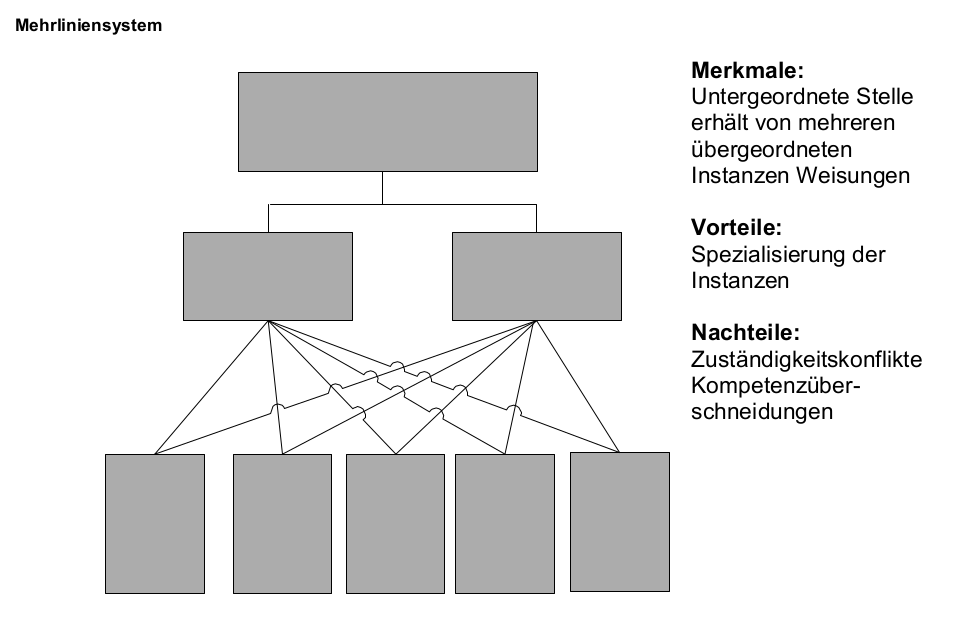 Mehrliniensystem
Merkmale:
Untergeordnete Stelle
erhält von mehreren
übergeordneten
Instanzen Weisungen
Vorteile:
Spezialisierung der
Instanzen
Nachteile:
Zuständigkeitskonflikte
Kompetenzüber-
schneidungen